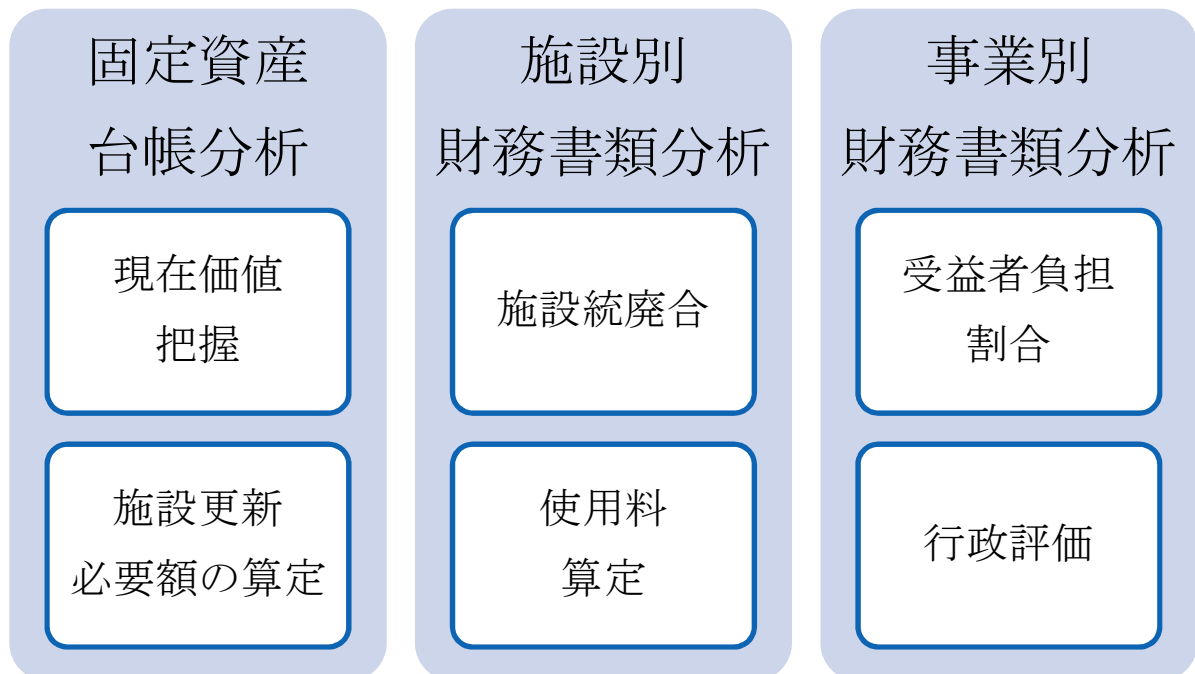 固定資産
台帳分析
現在価値
把握
施設更新
必要額の算定
施設別
財務書類分析
施設統廃合
使用料
算定
事業別
財務書類分析
受益者負担
割合
行政評価